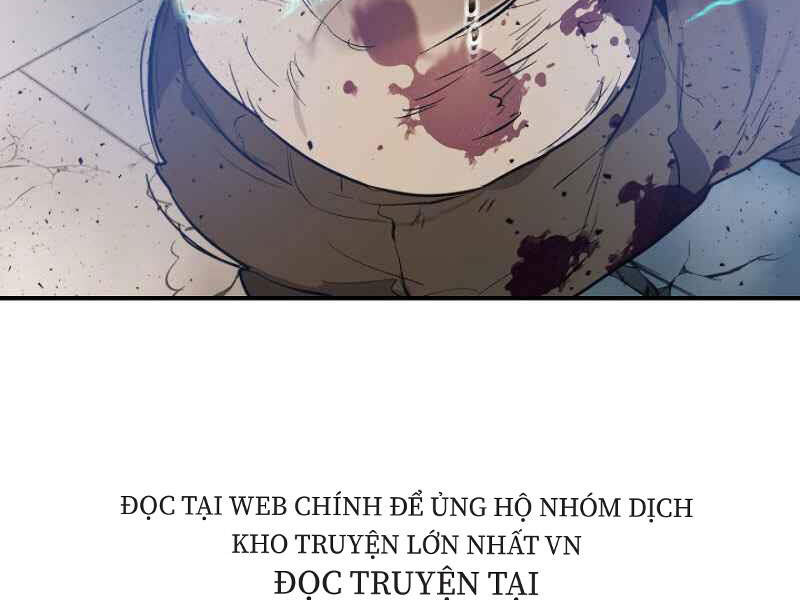 ĐỌC TẠI WEB CHÍNH ĐỂ ỦNG HỘ NHÓM DỊCH
KHO TRUYỆN LỚN NHẤT VN
ĐỌC TRUYỆN TẠI